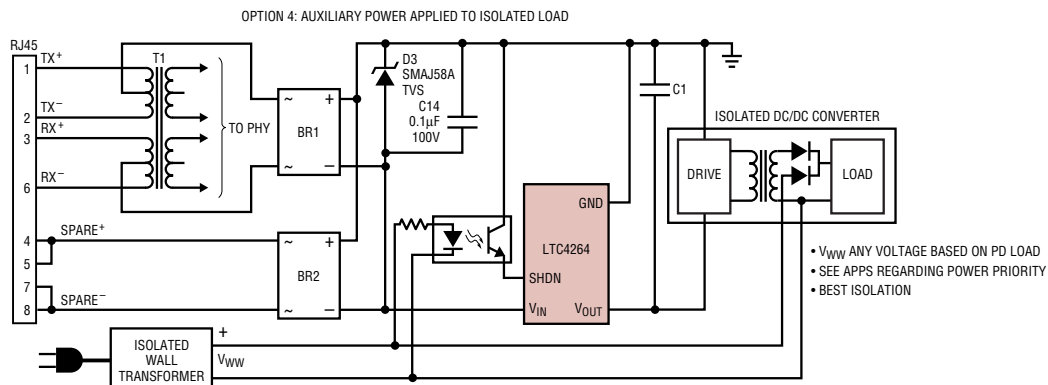 OPTION 4: AUXILIARY POWER APPLIED TO ISOLATED LOAD
RJ45
1
TX+
2
TX−
3
RX+
6
RX−
4
SPARE+
5
7
8
SPARE−
T1
TO PHY
~
+
BR1
~
−
~
+
BR2
~
−
D3
SMAJ58A
TVS
C14
0.1µF
100V
C1
GND
LTC4264
SHDN
VIN
VOUT
ISOLATED DC/DC CONVERTER
DRIVE
LOAD
• VWW ANY VOLTAGE BASED ON PD LOAD
• SEE APPS REGARDING POWER PRIORITY
• BEST ISOLATION
ISOLATED
WALL
TRANSFORMER
+
VWW